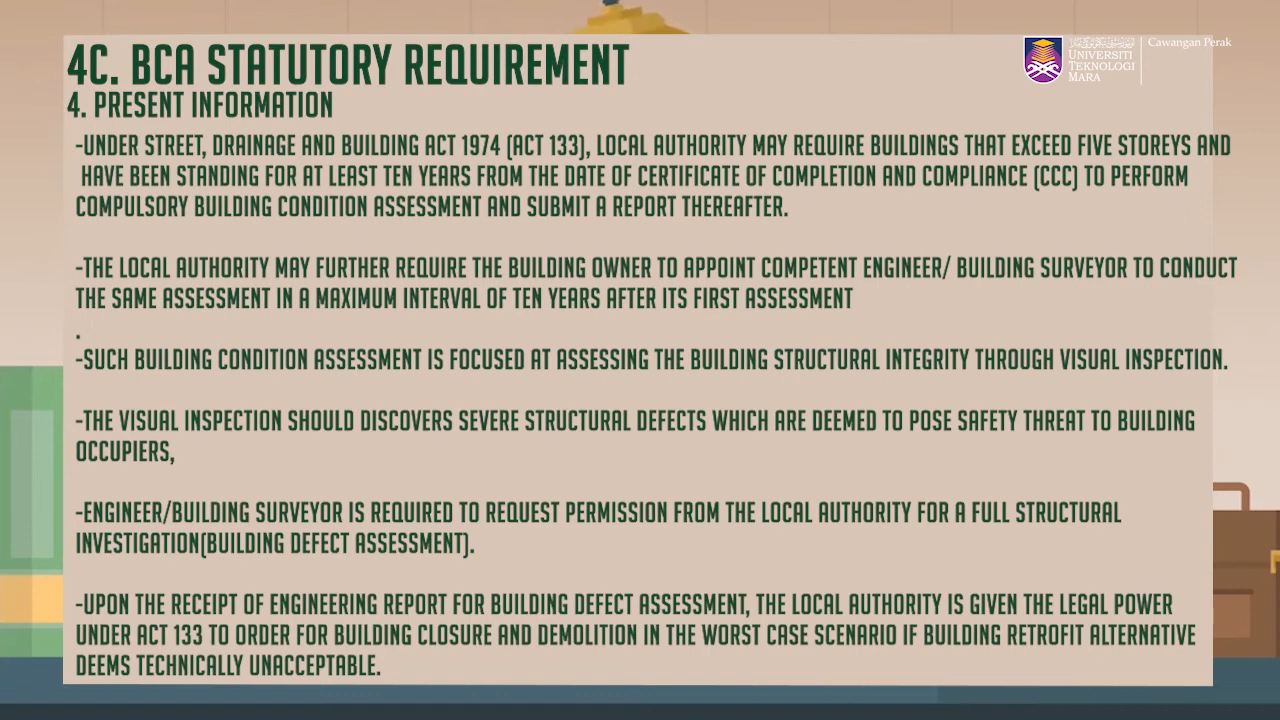 4C. BCA STATUTORY REQUIREMENT
UNIVERSITI
TEKNOLOGI
MARA
Cawangan Perak
4. PRESENT INFORMATION
-UNDER STREET, DRAINAGE AND BUILDING ACT 1974 (ACT 133), LOCAL AUTHORITY MAY REQUIRE BUILDINGS THAT EXCEED FIVE STOREYS AND
HAVE BEEN STANDING FOR AT LEAST TEN YEARS FROM THE DATE OF CERTIFICATE OF COMPLETION AND COMPLIANCE (CCC) TO PERFORM
COMPULSORY BUILDING CONDITION ASSESSMENT AND SUBMIT A REPORT THEREAFTER.
-THE LOCAL AUTHORITY MAY FURTHER REQUIRE THE BUILDING OWNER TO APPOINT COMPETENT ENGINEER/ BUILDING SURVEYOR TO CONDUCT
THE SAME ASSESSMENT IN A MAXIMUM INTERVAL OF TEN YEARS AFTER ITS FIRST ASSESSMENT
.
-SUCH BUILDING CONDITION ASSESSMENT IS FOCUSED AT ASSESSING THE BUILDING STRUCTURAL INTEGRITY THROUGH VISUAL INSPECTION.
-THE VISUAL INSPECTION SHOULD DISCOVERS SEVERE STRUCTURAL DEFECTS WHICH ARE DEEMED TO POSE SAFETY THREAT TO BUILDING
OCCUPIERS,
-ENGINEER/BUILDING SURVEYOR IS REQUIRED TO REQUEST PERMISSION FROM THE LOCAL AUTHORITY FOR A FULL STRUCTURAL
INVESTIGATION(BUILDING DEFECT ASSESSMENT).
-UPON THE RECEIPT OF ENGINEERING REPORT FOR BUILDING DEFECT ASSESSMENT, THE LOCAL AUTHORITY IS GIVEN THE LEGAL POWER
UNDER ACT 133 TO ORDER FOR BUILDING CLOSURE AND DEMOLITION IN THE WORST CASE SCENARIO IF BUILDING RETROFIT ALTERNATIVE
DEEMS TECHNICALLY UNACCEPTABLE.